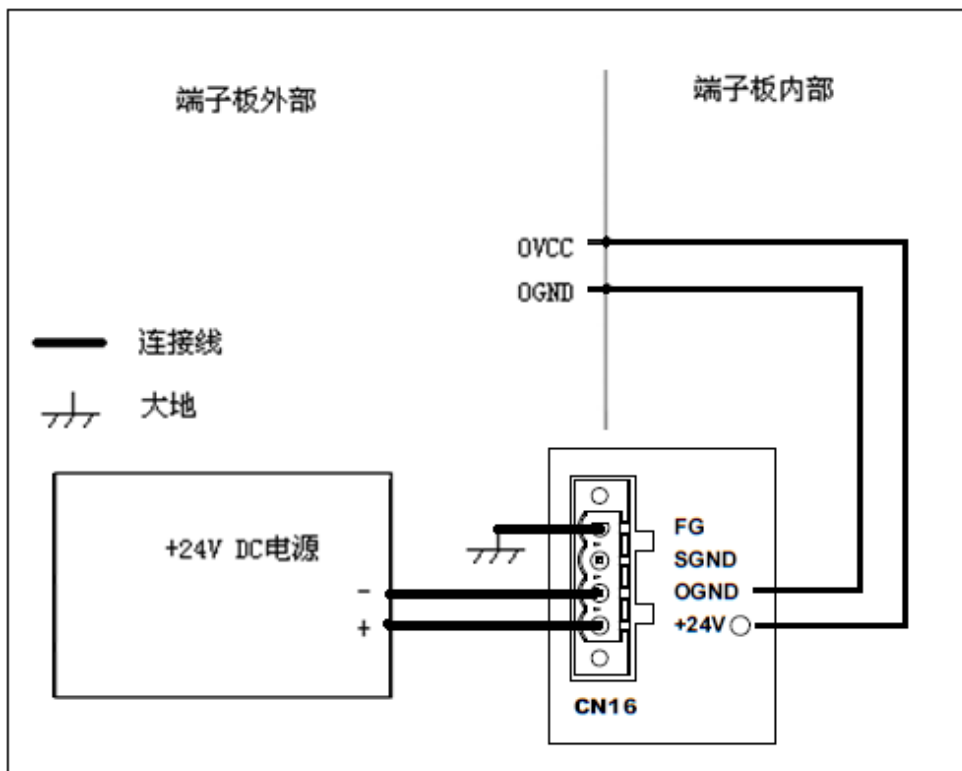 端子板外部
端子板内部
OVCC
OGND
连接线
大地
+24V DC电源
-
+
FG
SGND
OGND
+24V
CN16